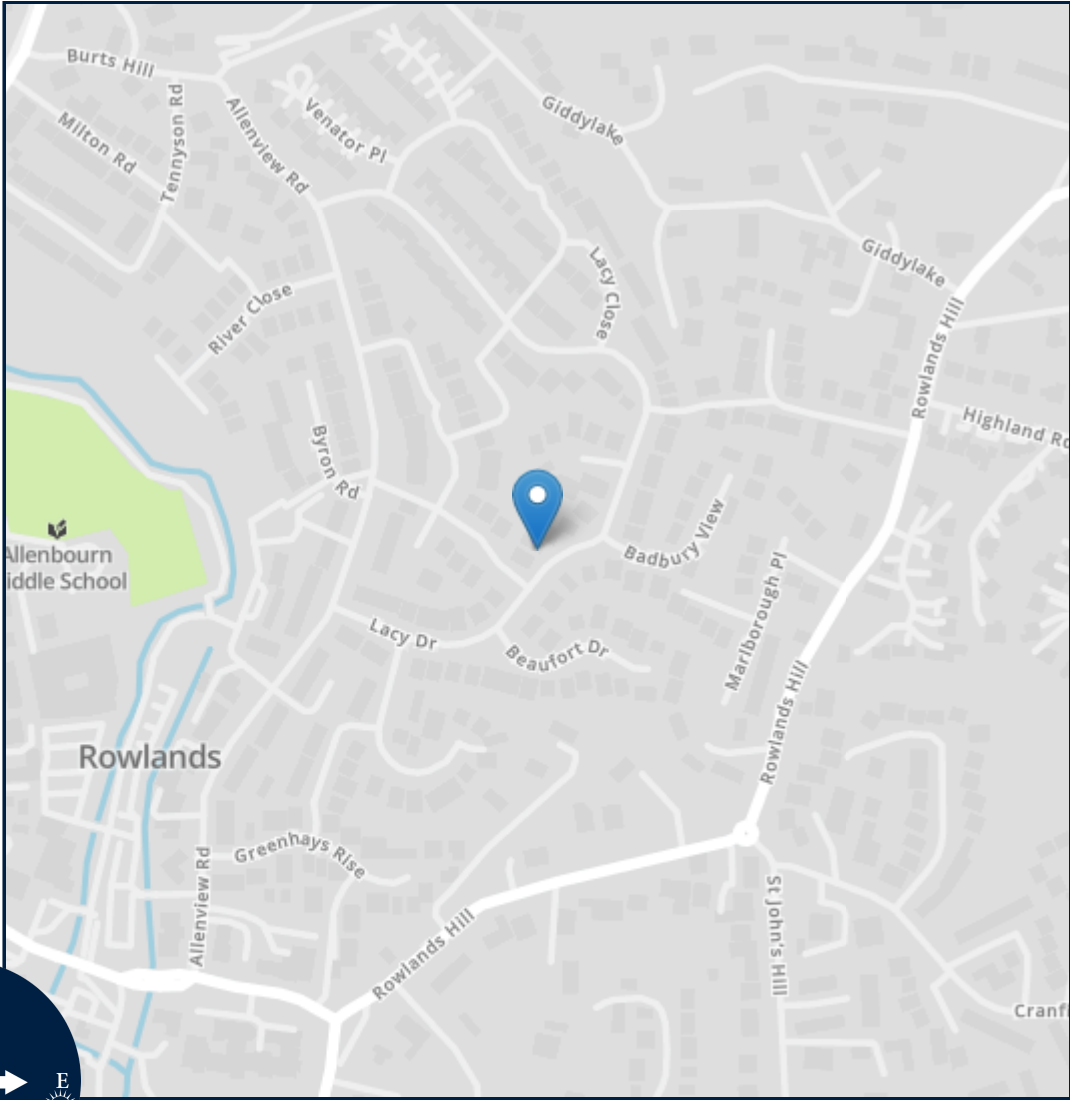 Burts Hill
Milton Rd
Tennyson Rd
Allenview Rd
Venator Pl
Giddylake
Giddylake
River Close
Lacy Close
Rowlands Hill
Highland Rd
Byron Rd
Badbury View
Allenbourn
iddle School
Lacy Dr
Beaufort Dr
Marlborough Pl
Rowlands Hill
Rowlands
Greenhays Rise
Allenview Rd
Rowlands Hill
St John's Hill
Cranf
E